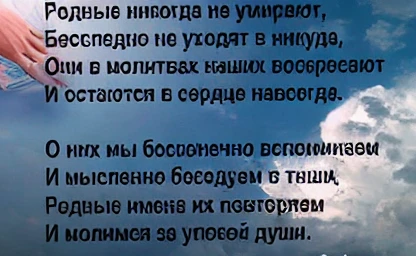 Родные никогда не умирают,
Бесследно не уходят в никуда,
Они в молитвах наших воскресают
И остаются в сердце навсегда.
О них мы бесконечно вспоминаем
И мысленно беседуем в тиши,
Родные имена их повторяем
И молимся за упокой души.